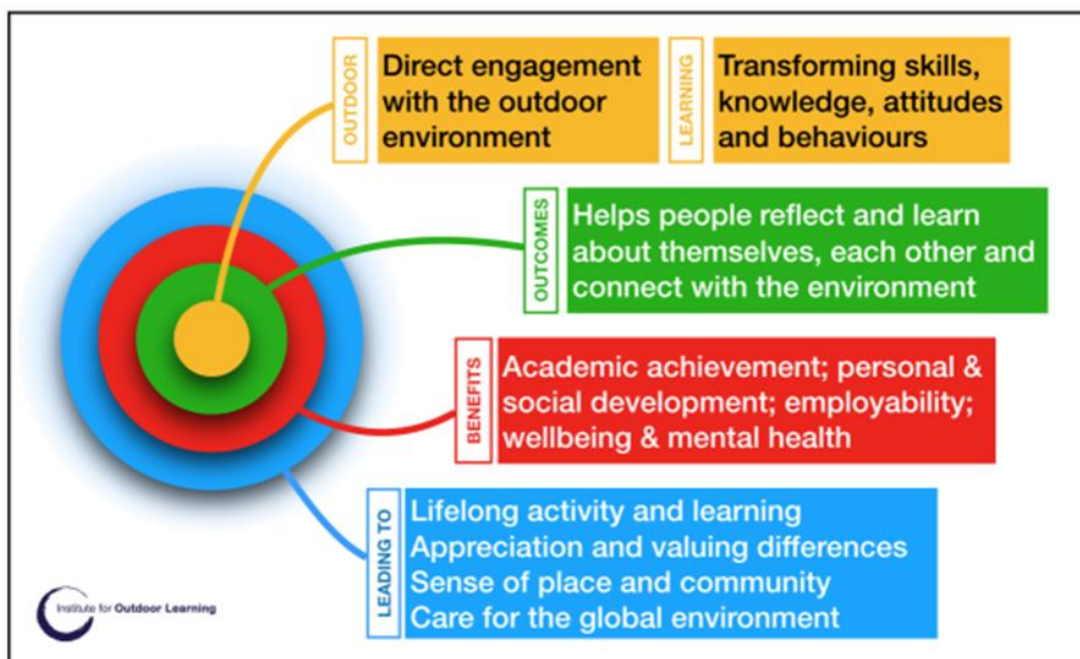 OUTDOOR
Direct engagement
with the outdoor
environment
LEARNING
Transforming skills,
knowledge, attitudes
and behaviours
OUTCOMES
Helps people reflect and learn
about themselves, each other and
connect with the environment
BENEFITS
Academic achievement; personal &
social development; employability;
wellbeing & mental health
LEADING TO
Lifelong activity and learning
Appreciation and valuing differences
Sense of place and community
Care for the global environment
Institute for Outdoor Learning